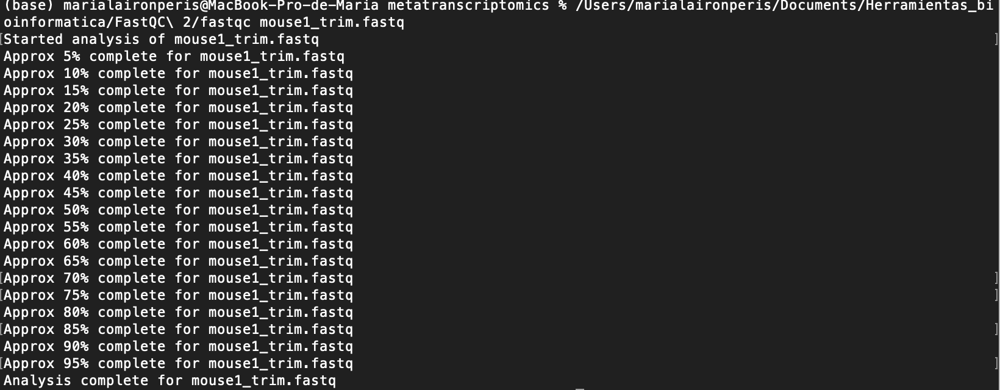 (base) marialaironperis@MacBook-Pro-de-Maria metatranscriptomics % /Users/marialaironperis/Documents/Herramientas_bi
oinformatica/FastQC\ 2/fastqc mouse1_trim.fastq
[Started analysis of mouse1_trim.fastq ]
Approx 5% complete for mouse1_trim.fastq
Approx 10% complete for mouse1_trim.fastq
Approx 15% complete for mouse1_trim.fastq
Approx 20% complete for mouse1_trim.fastq
Approx 25% complete for mouse1_trim.fastq
Approx 30% complete for mouse1_trim.fastq
Approx 35% complete for mouse1_trim.fastq
Approx 40% complete for mouse1_trim.fastq
Approx 45% complete for mouse1_trim.fastq
Approx 50% complete for mouse1_trim.fastq
Approx 55% complete for mouse1_trim.fastq
Approx 60% complete for mouse1_trim.fastq
Approx 65% complete for mouse1_trim.fastq
[Approx 70% complete for mouse1_trim.fastq ]
[Approx 75% complete for mouse1_trim.fastq ]
Approx 80% complete for mouse1_trim.fastq
[Approx 85% complete for mouse1_trim.fastq ]
Approx 90% complete for mouse1_trim.fastq
[Approx 95% complete for mouse1_trim.fastq ]
Analysis complete for mouse1_trim.fastq